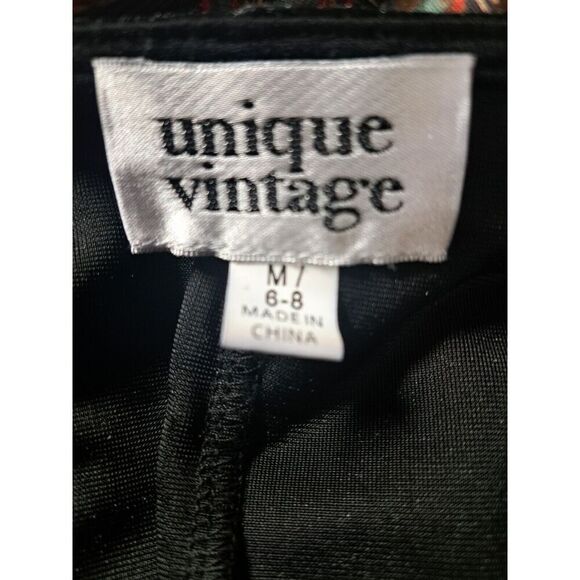 unique
vintage
M/
6-8
MADE IN
CHINA